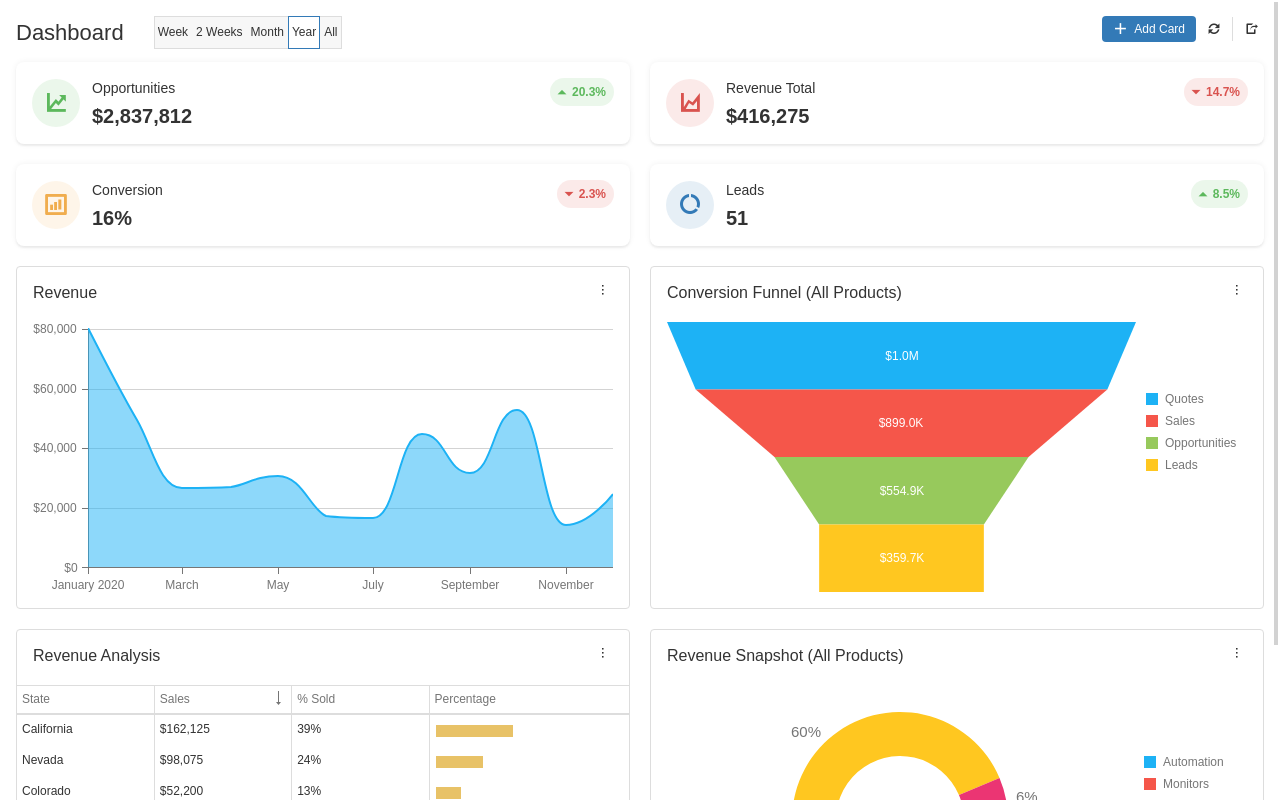 Dashboard
Week 2 Weeks Month Year All
Add Card
Opportunities
$2,837,812
20.3%
Revenue Total
$416,275
14.7%
Conversion
16%
2.3%
Leads
51
8.5%
Revenue
$80,000
$60,000
$40,000
$20,000
$0
January 2020 March May July September November
Conversion Funnel (All Products)
$1.0M
$899.0K
$554.9K
$359.7K
Quotes
Sales
Opportunities
Leads
Revenue Analysis
State Sales % Sold Percentage
California $162,125 39%
Nevada $98,075 24%
Colorado $52,200 13%
Revenue Snapshot (All Products)
60%
6%
Automation
Monitors